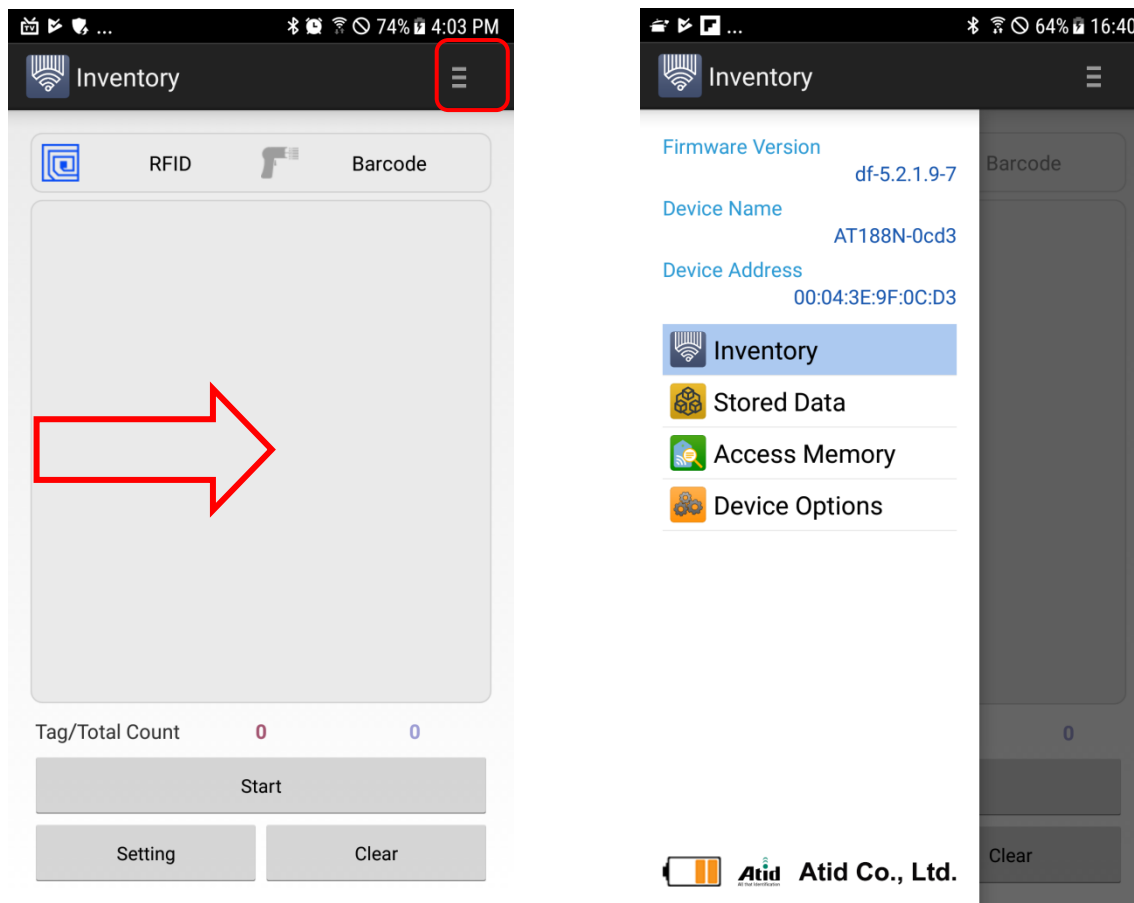 ... 74% 4:03 PM
Inventory
RFID Barcode
Tag/Total Count 0 0
Start
Setting Clear
... 64% 16:40
Inventory
Firmware Version
df-5.2.1.9-7
Barcode
Device Name
AT188N-0cd3
Device Address
00:04:3E:9F:0C:D3
Inventory
Stored Data
Access Memory
Device Options
0
Clear
Atid Atid Co., Ltd.